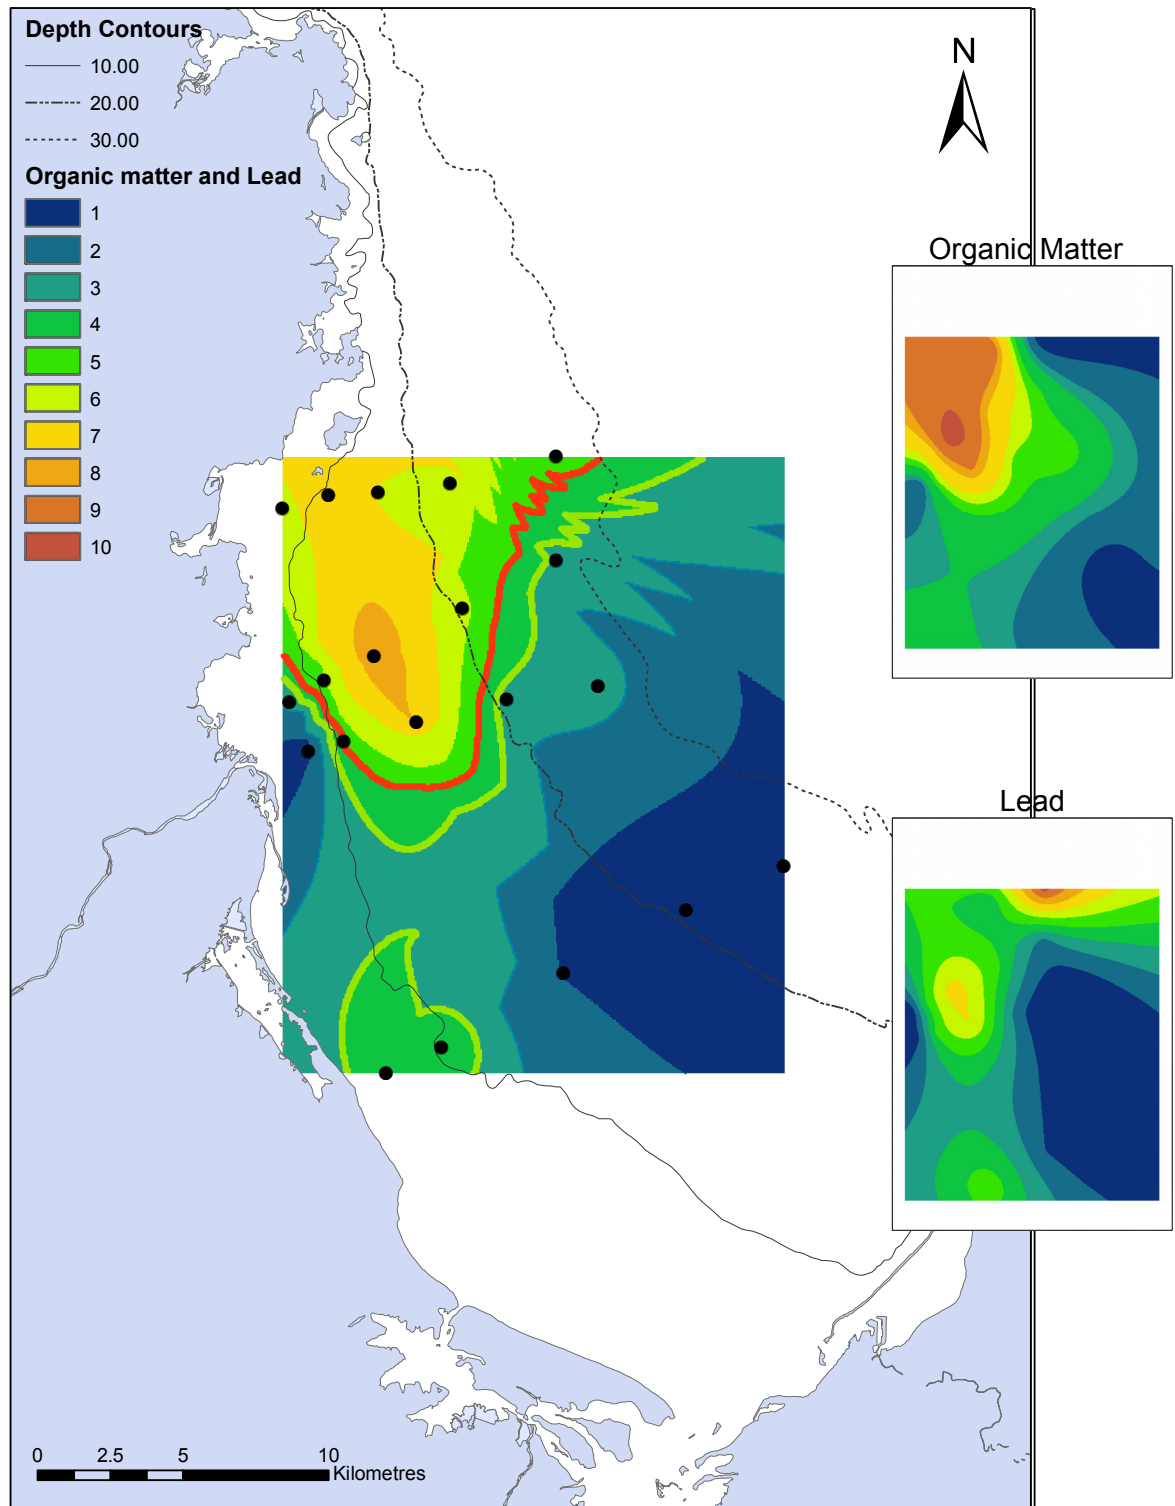 Depth Contours
10.00
20.00
30.00
Organic matter and Lead
1
2
3
4
5
6
7
8
9
10
N
Organic Matter
Lead
0 2.5 5 10
Kilometres